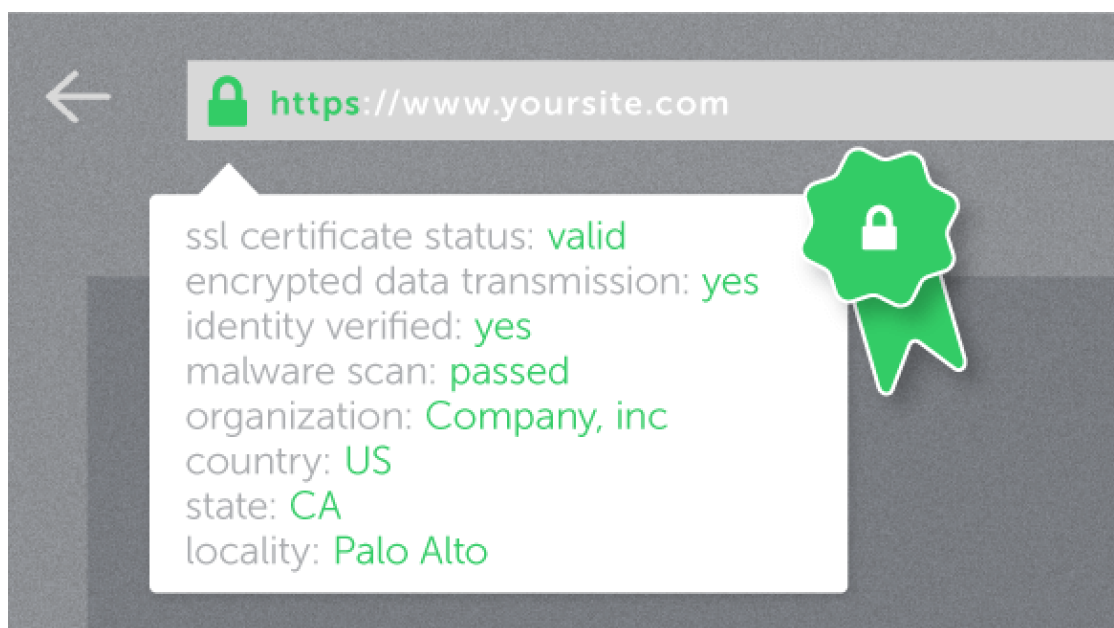 https://www.yoursite.com
ssl certificate status: valid
encrypted data transmission: yes
identity verified: yes
malware scan: passed
organization: Company, inc
country: US
state: CA
locality: Palo Alto